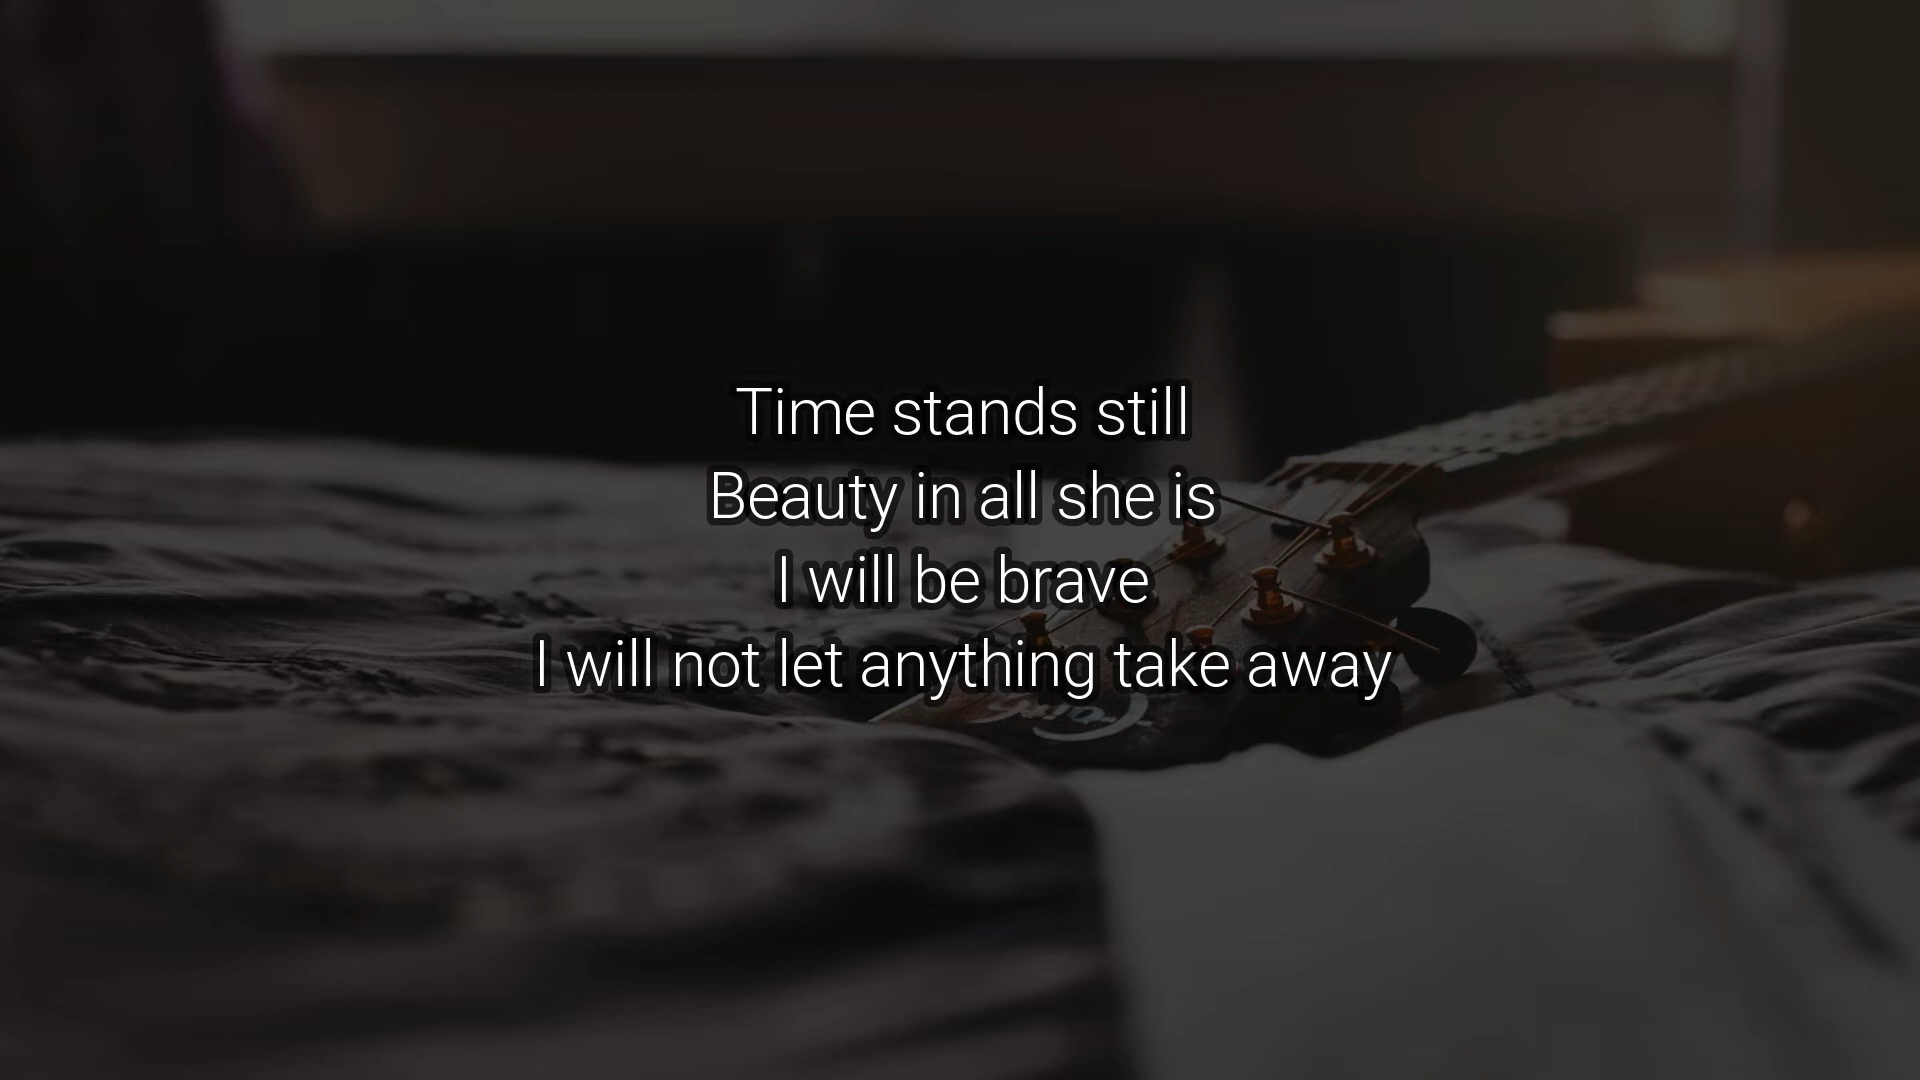 Time stands still
Beauty in all she is
I will be brave
I will not let anything take away